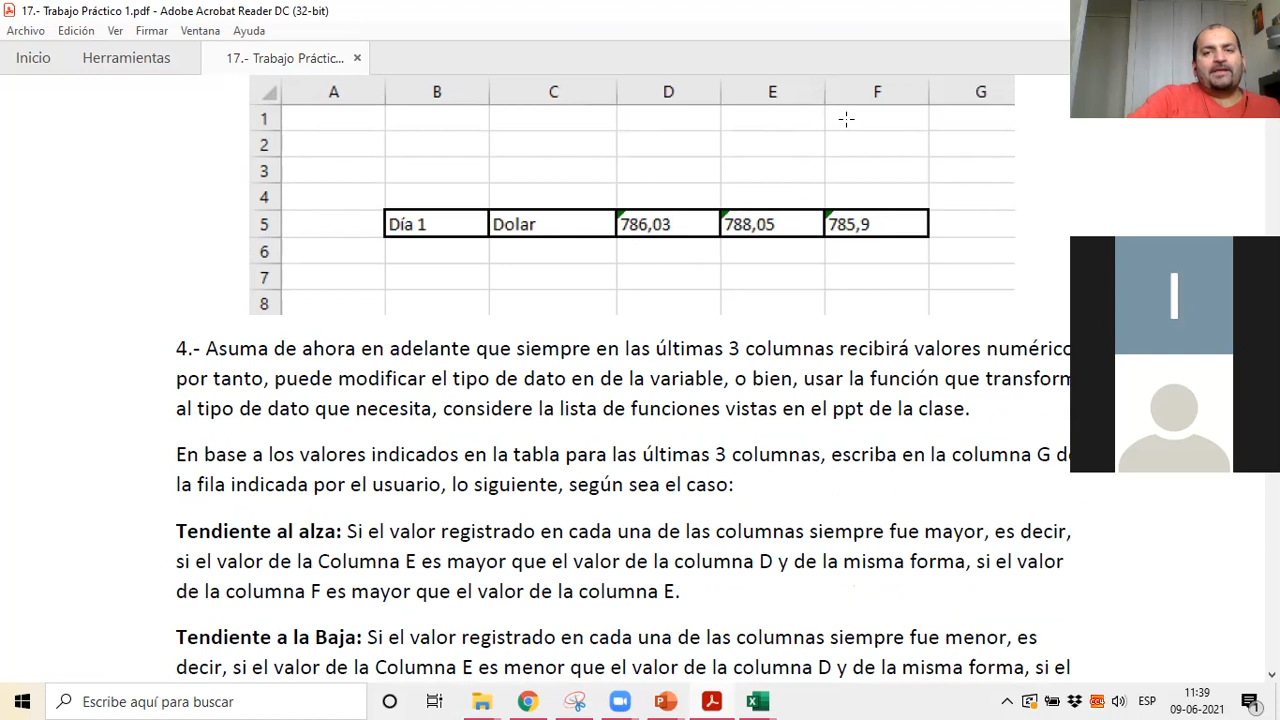 17.- Trabajo Práctico 1.pdf - Adobe Acrobat Reader DC (32-bit)
Archivo Edición Ver Firmar Ventana Ayuda
Inicio Herramientas 17.- Trabajo Práctic... ×
A B C D E F G
1
2
3
4
5 Día 1 Dolar 786,03 788,05 785,9
6
7
8
4.- Asuma de ahora en adelante que siempre en las últimas 3 columnas recibirá valores numérico
por tanto, puede modificar el tipo de dato en de la variable, o bien, usar la función que transform
al tipo de dato que necesita, considere la lista de funciones vistas en el ppt de la clase.
En base a los valores indicados en la tabla para las últimas 3 columnas, escriba en la columna G de
la fila indicada por el usuario, lo siguiente, según sea el caso:
Tendiente al alza: Si el valor registrado en cada una de las columnas siempre fue mayor, es decir,
si el valor de la Columna E es mayor que el valor de la columna D y de la misma forma, si el valor
de la columna F es mayor que el valor de la columna E.
Tendiente a la Baja: Si el valor registrado en cada una de las columnas siempre fue menor, es
decir, si el valor de la Columna E es menor que el valor de la columna D y de la misma forma, si el
I
Escribe aquí para buscar
ESP
11:39
09-06-2021
1